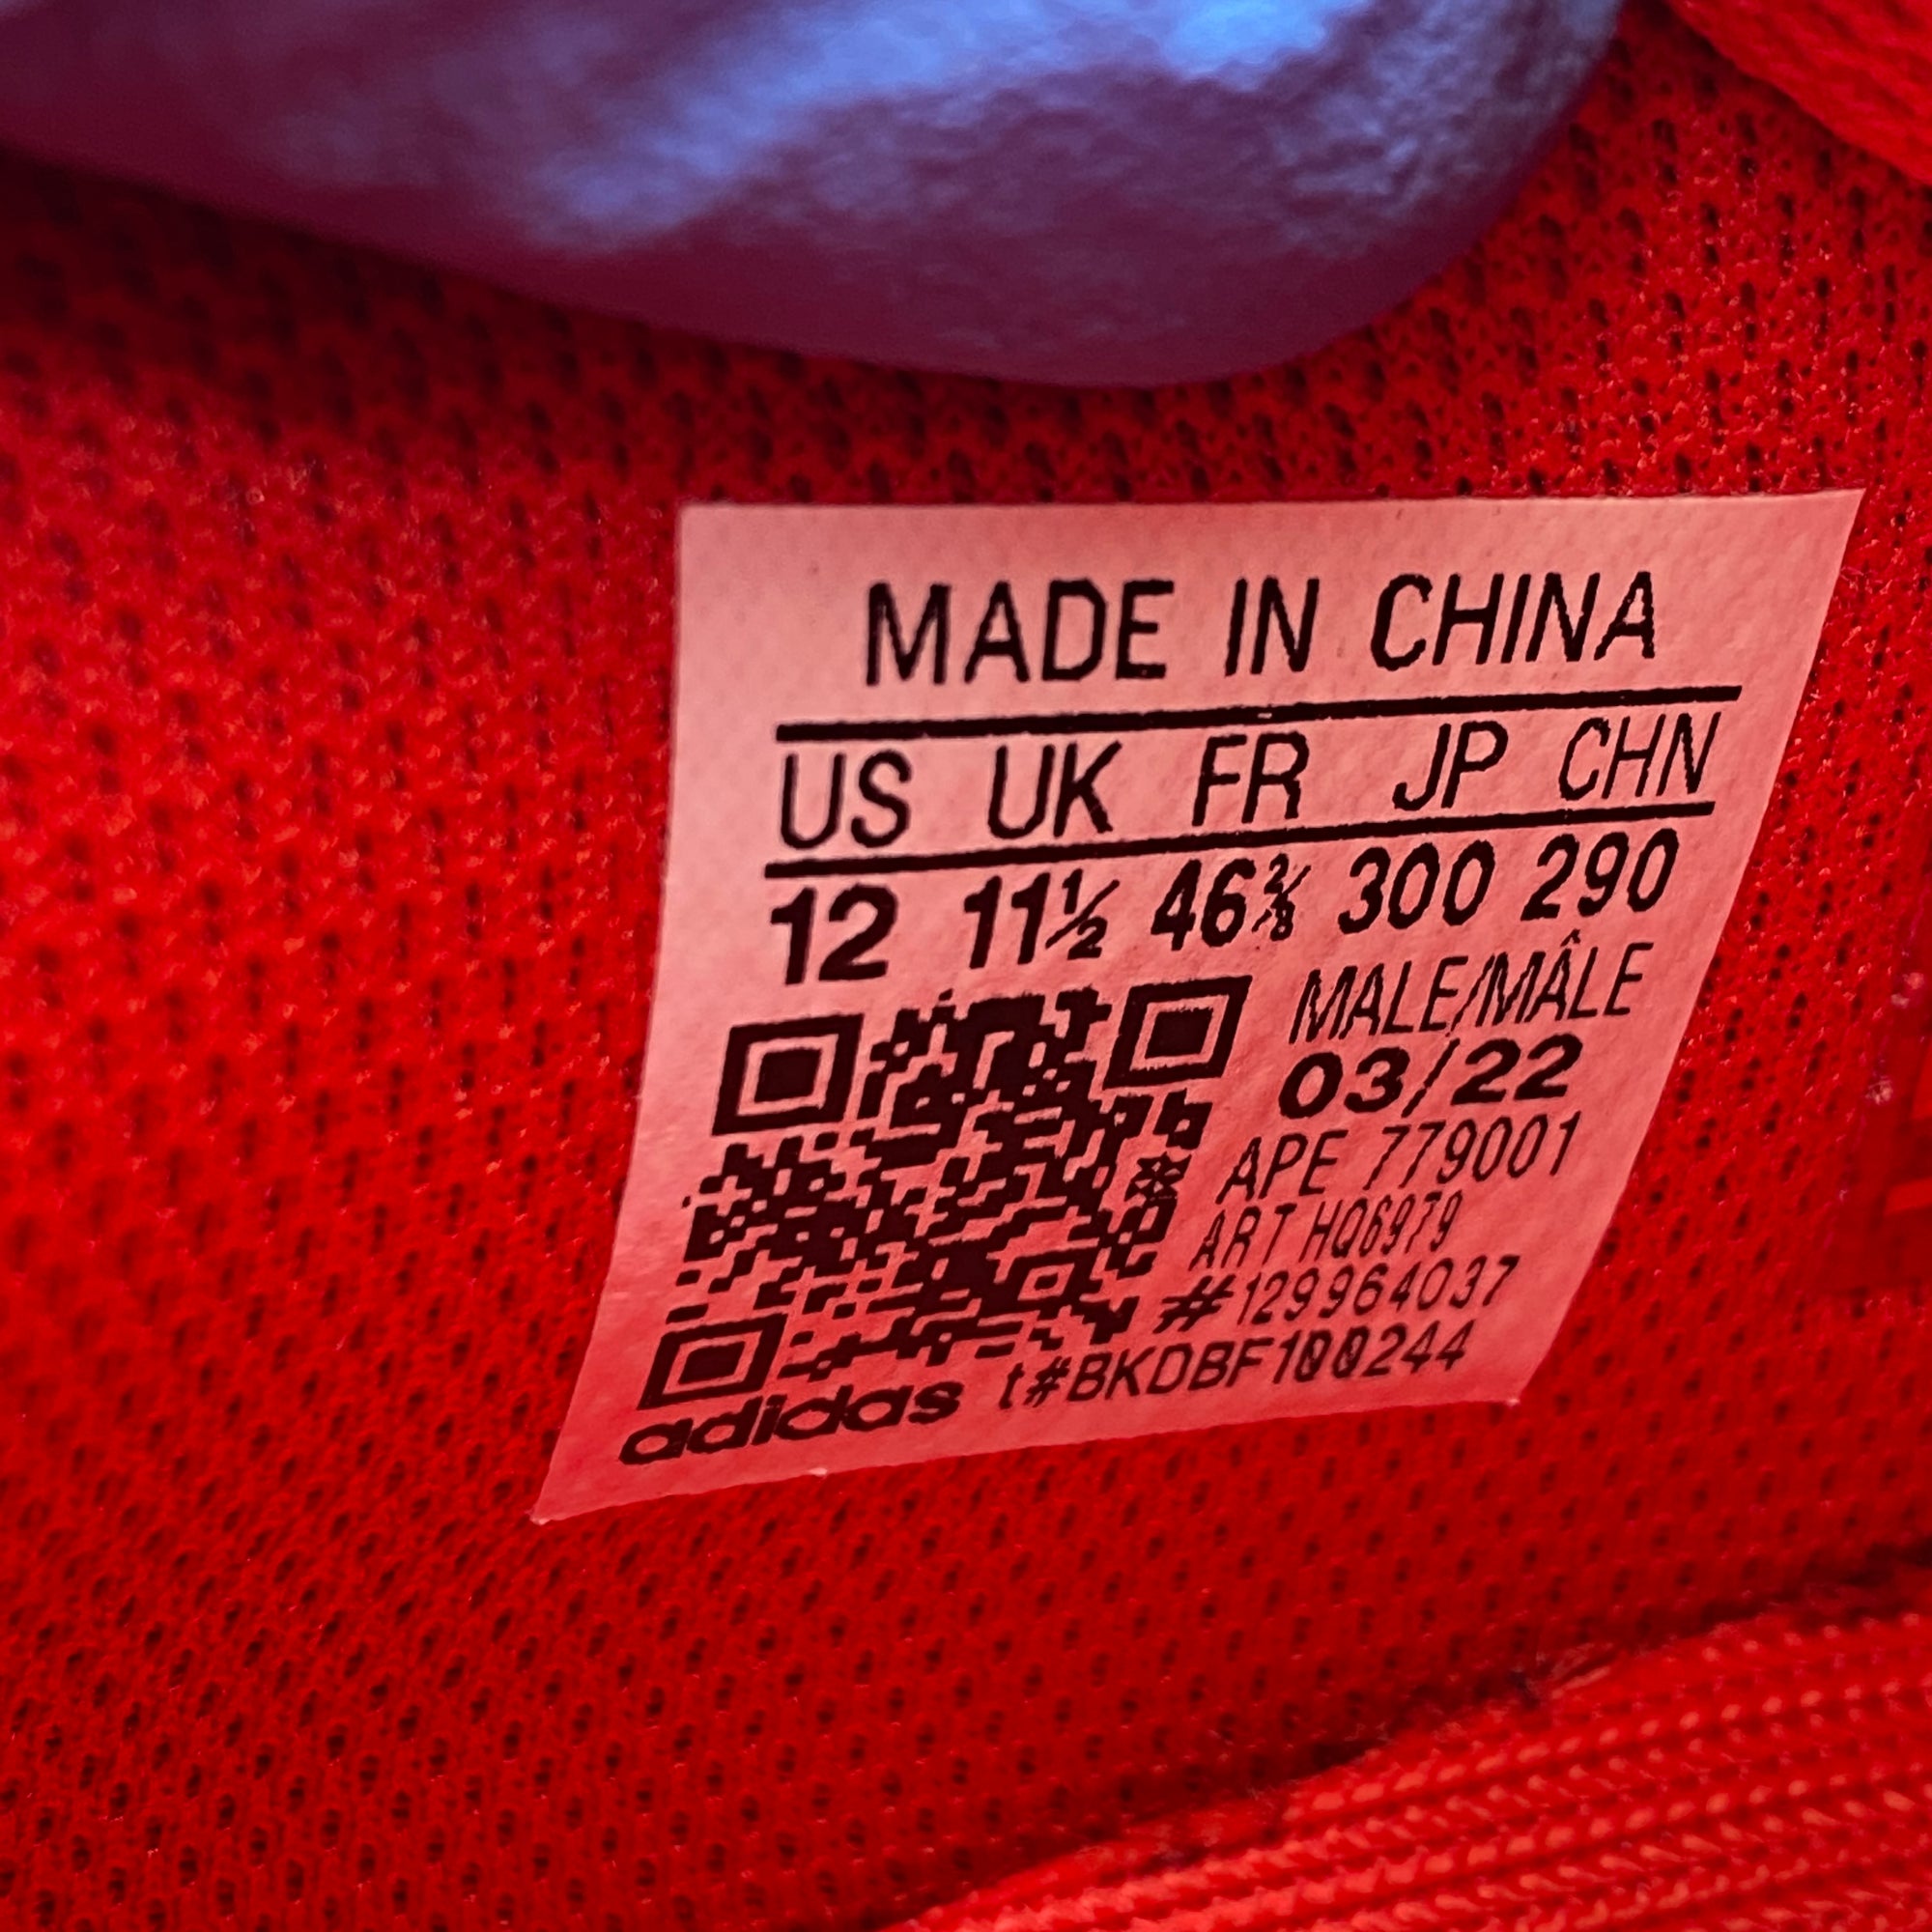 MADE IN CHINA
US UK FR JP CHN
12 11½ 46⅔ 300 290
MALE/MÂLE
03/22
APE 779001
ART HQ6979
#129964037
adidas t#BKDBF100244